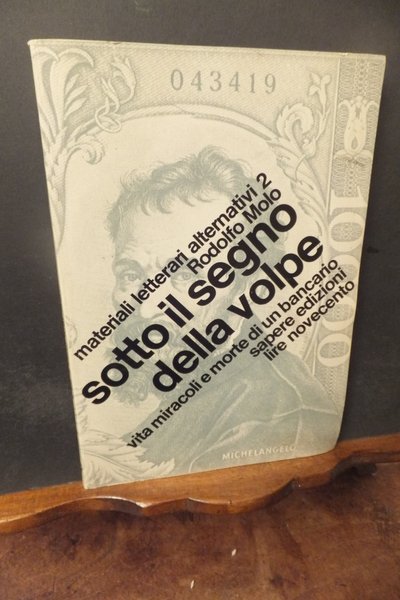 043419
materiali letterari alternativi 2
Rodolfo Molo
sotto il segno
della volpe
vita miracoli e morte di un bancario
sapere edizioni
lire novecento
10000
MICHELANGELO